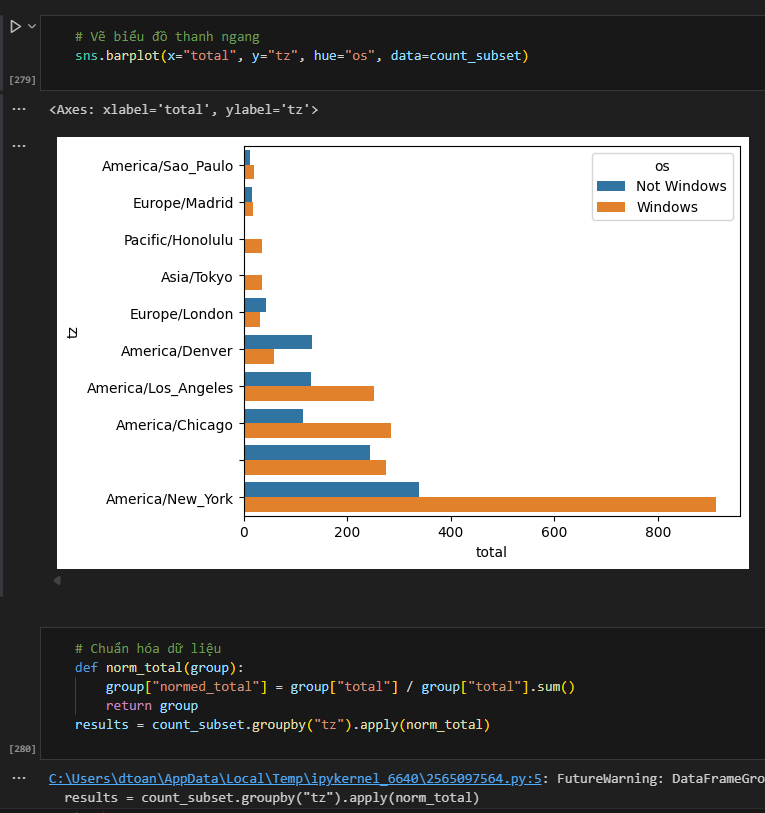 # Vẽ biểu đồ thanh ngang
sns.barplot(x="total", y="tz", hue="os", data=count_subset)
[279]
<Axes: xlabel='total', ylabel='tz'>
America/Sao_Paulo
Europe/Madrid
Pacific/Honolulu
Asia/Tokyo
Europe/London
America/Denver
America/Los_Angeles
America/Chicago
America/New_York
tz
os
Not Windows
Windows
0 200 400 600 800
total
# Chuẩn hóa dữ liệu
def norm_total(group):
    group["normed_total"] = group["total"] / group["total"].sum()
    return group
results = count_subset.groupby("tz").apply(norm_total)
[280]
C:\Users\dtoan\AppData\Local\Temp\ipykernel_6640\2565097564.py:5: FutureWarning: DataFrameGro
  results = count_subset.groupby("tz").apply(norm_total)